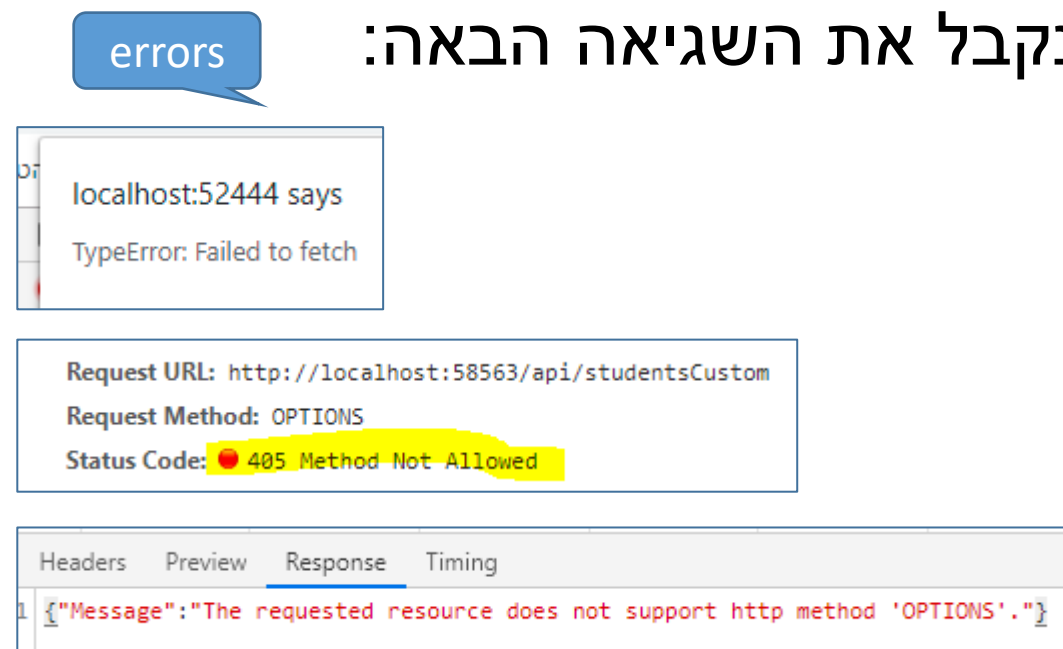 errors
את השגיאה הבאה:
localhost:52444 says
TypeError: Failed to fetch
Request URL: http://localhost:58563/api/studentsCustom
Request Method: OPTIONS
Status Code: 405 Method Not Allowed
Headers Preview Response Timing
1 {"Message":"The requested resource does not support http method 'OPTIONS'."}